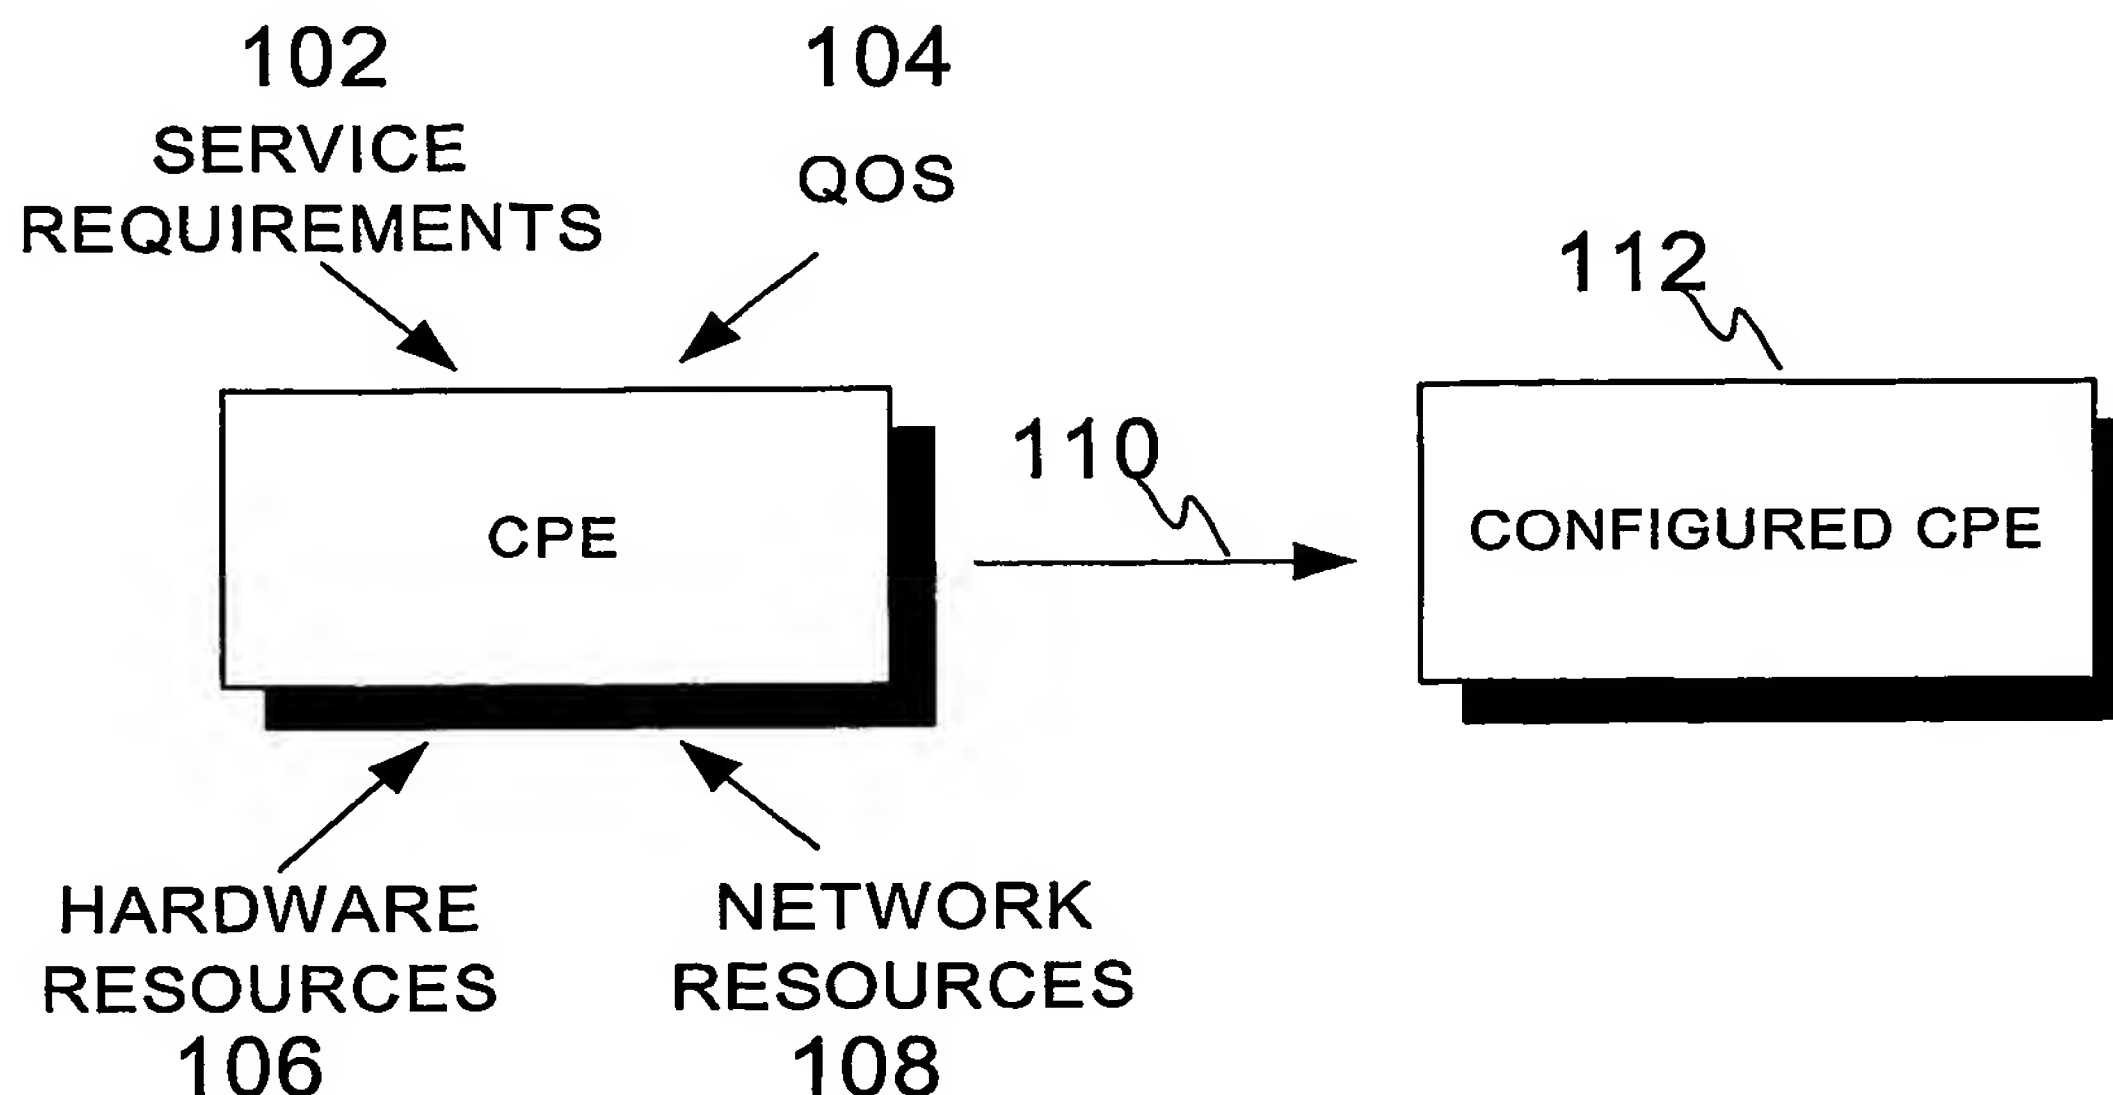 102
SERVICE
REQUIREMENTS
104
QOS
112
110
CPE
CONFIGURED CPE
HARDWARE
RESOURCES
106
NETWORK
RESOURCES
108